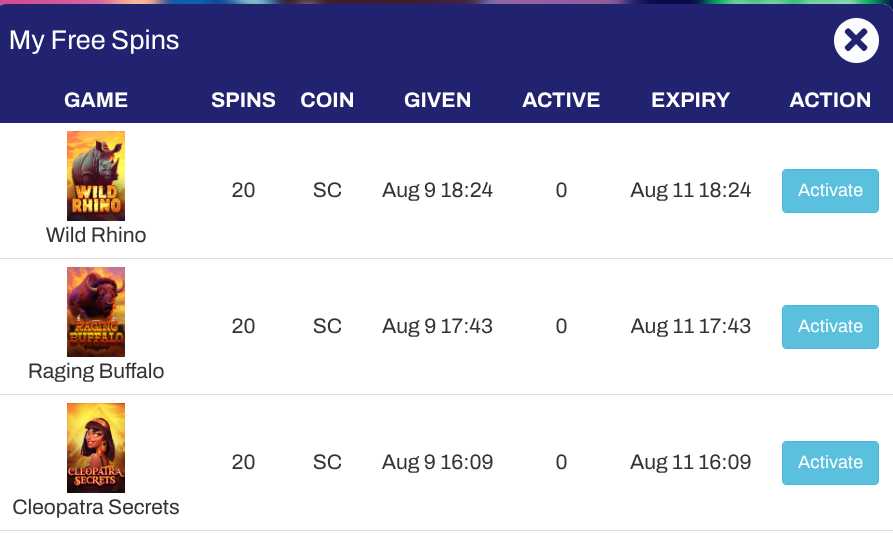 My Free Spins
GAME SPINS COIN GIVEN ACTIVE EXPIRY ACTION
WILD
RHINO
20 SC Aug 9 18:24 0 Aug 11 18:24 Activate
Wild Rhino
RAGING
BUFFALO
20 SC Aug 9 17:43 0 Aug 11 17:43 Activate
Raging Buffalo
CLEOPATRA
SECRETS
20 SC Aug 9 16:09 0 Aug 11 16:09 Activate
Cleopatra Secrets